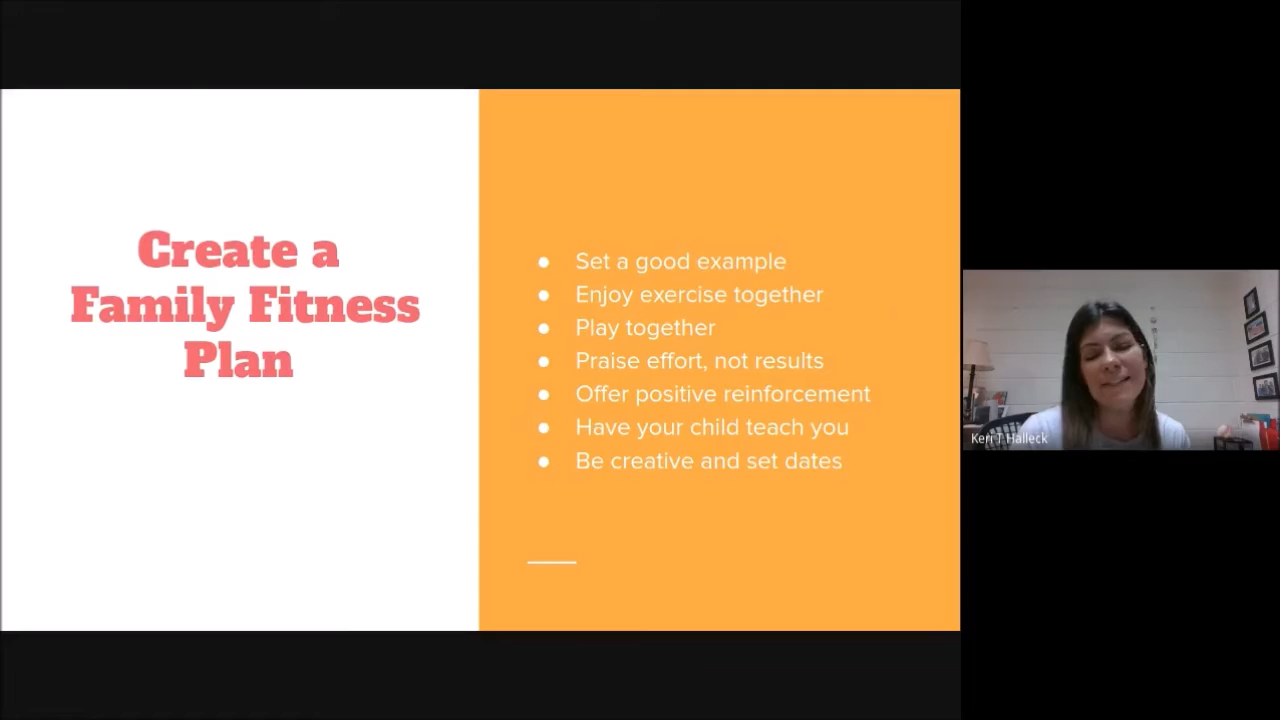 Create a
Family Fitness
Plan
● Set a good example
● Enjoy exercise together
● Play together
● Praise effort, not results
● Offer positive reinforcement
● Have your child teach you
● Be creative and set dates
Keri T Halleck